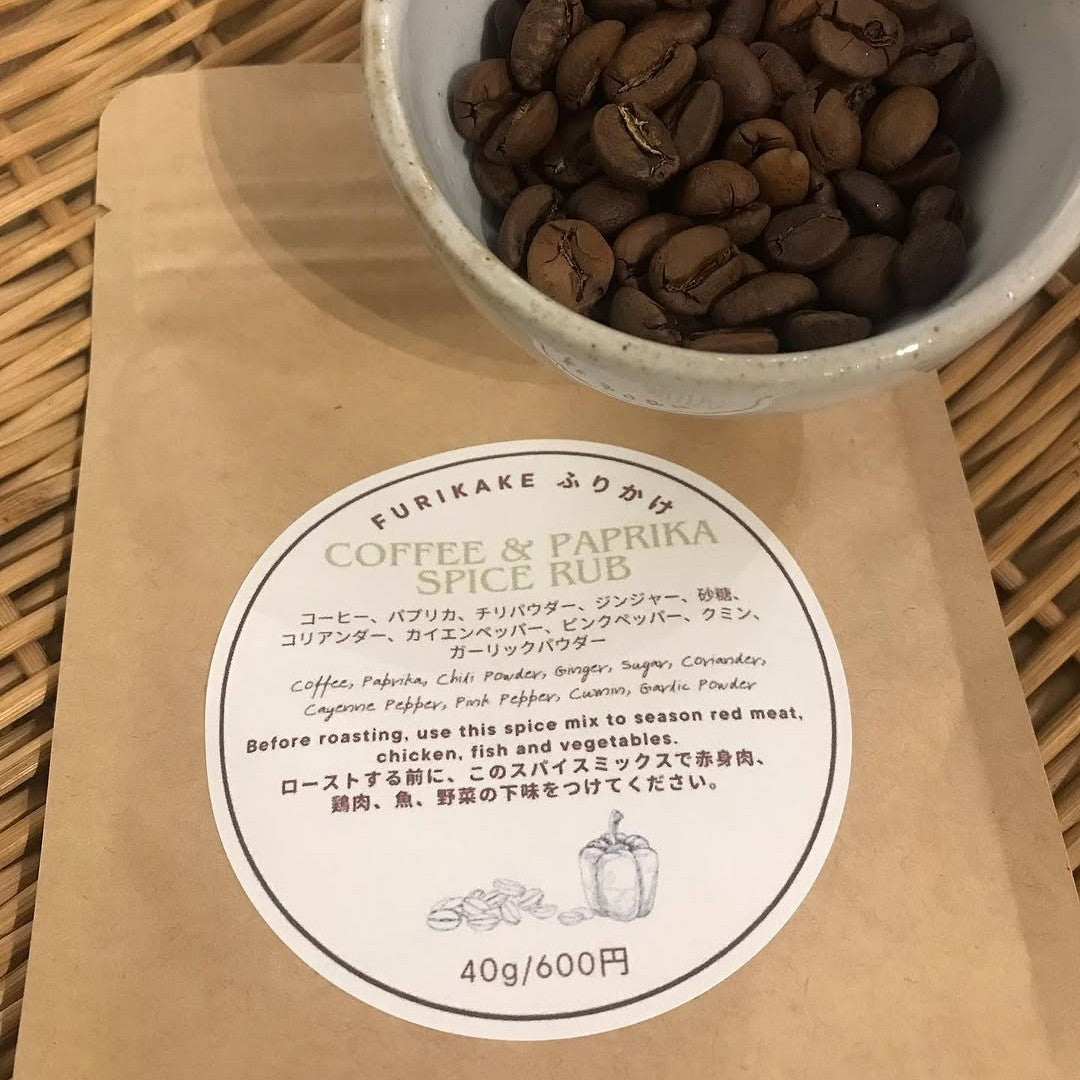 FURIKAKE ふりかけ
COFFEE & PAPRIKA
SPICE RUB
コーヒー、パプリカ、チリパウダー、ジンジャー、砂糖、
コリアンダー、カイエンペッパー、ピンクペッパー、クミン、
ガーリックパウダー
Coffee, Paprika, Chili Powder, Ginger, Sugar, Coriander,
Cayenne Pepper, Pink Pepper, Cumin, Garlic Powder
Before roasting, use this spice mix to season red meat,
chicken, fish and vegetables.
ローストする前に、このスパイスミックスで赤身肉、
鶏肉、魚、野菜の下味をつけてください。
40g/600円